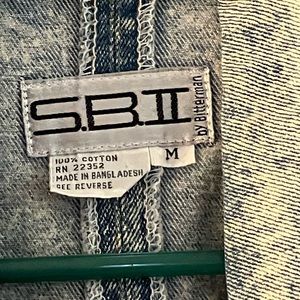 S.B.II
by Bitterman
M
100% COTTON
RN 22352
MADE IN BANGLADESH
SEE REVERSE